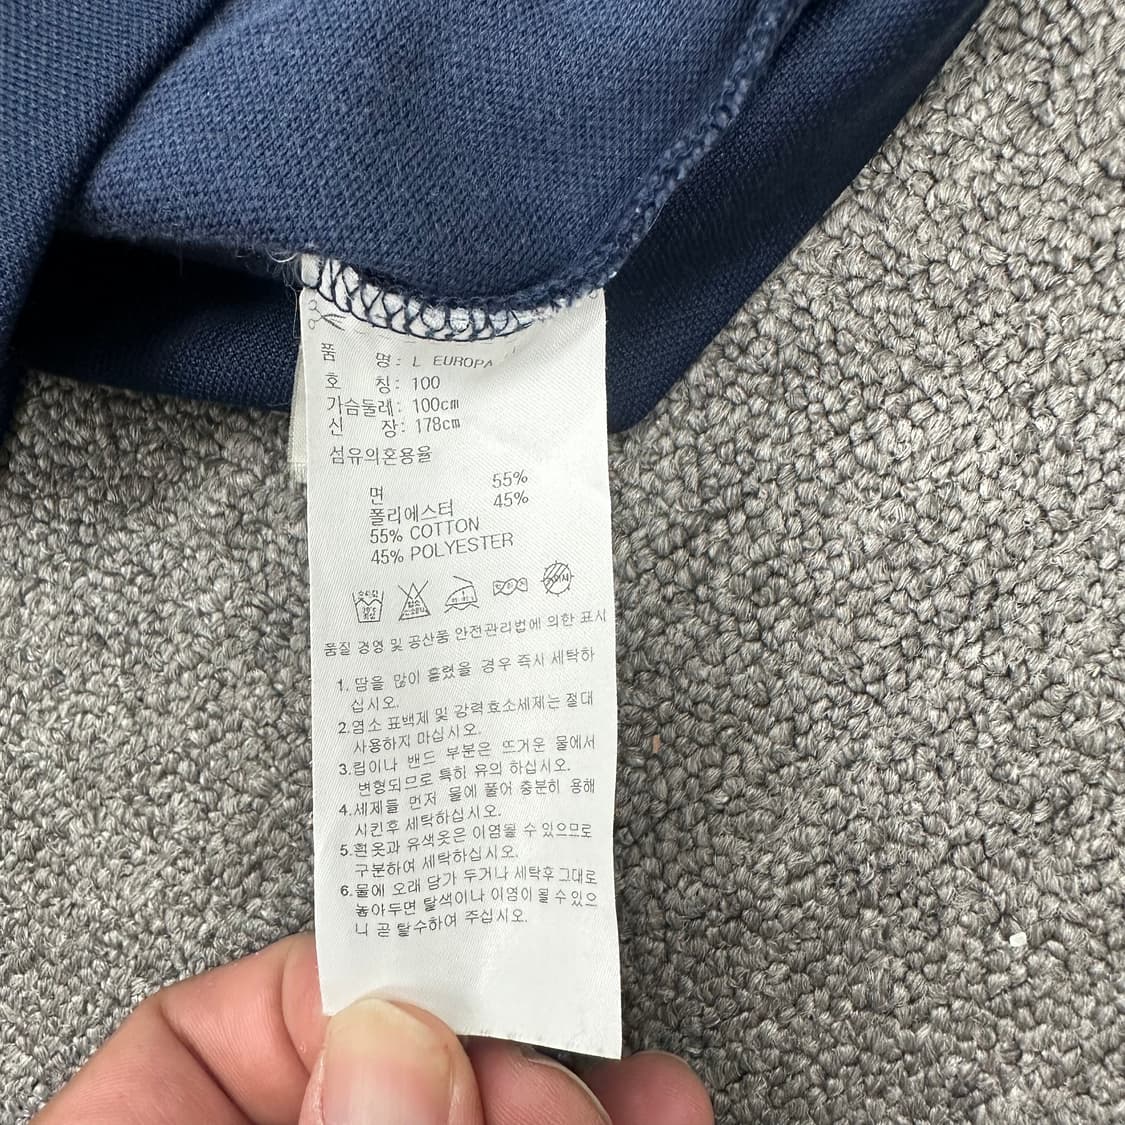 품 명: L EUROPA
호 칭: 100
가슴둘레: 100cm
신 장: 178cm
섬유의혼용율
면 55%
폴리에스터 45%
55% COTTON
45% POLYESTER
품질 경영 및 공산품 안전관리법에 의한 표시
1. 땀을 많이 흘렸을 경우 즉시 세탁하
십시오.
2.염소 표백제 및 강력효소세제는 절대
사용하지 마십시오.
3.립이나 밴드 부분은 뜨거운 물에서
변형되므로 특히 유의 하십시오.
4.세제를 먼저 물에 풀어 충분히 용해
시킨후 세탁하십시오.
5.흰옷과 유색옷은 이염될 수 있으므로
구분하여 세탁하십시오.
6.물에 오래 담가 두거나 세탁후 그대로
놓아두면 탈색이나 이염이 될 수 있으
니 곧 탈수하여 주십시오.